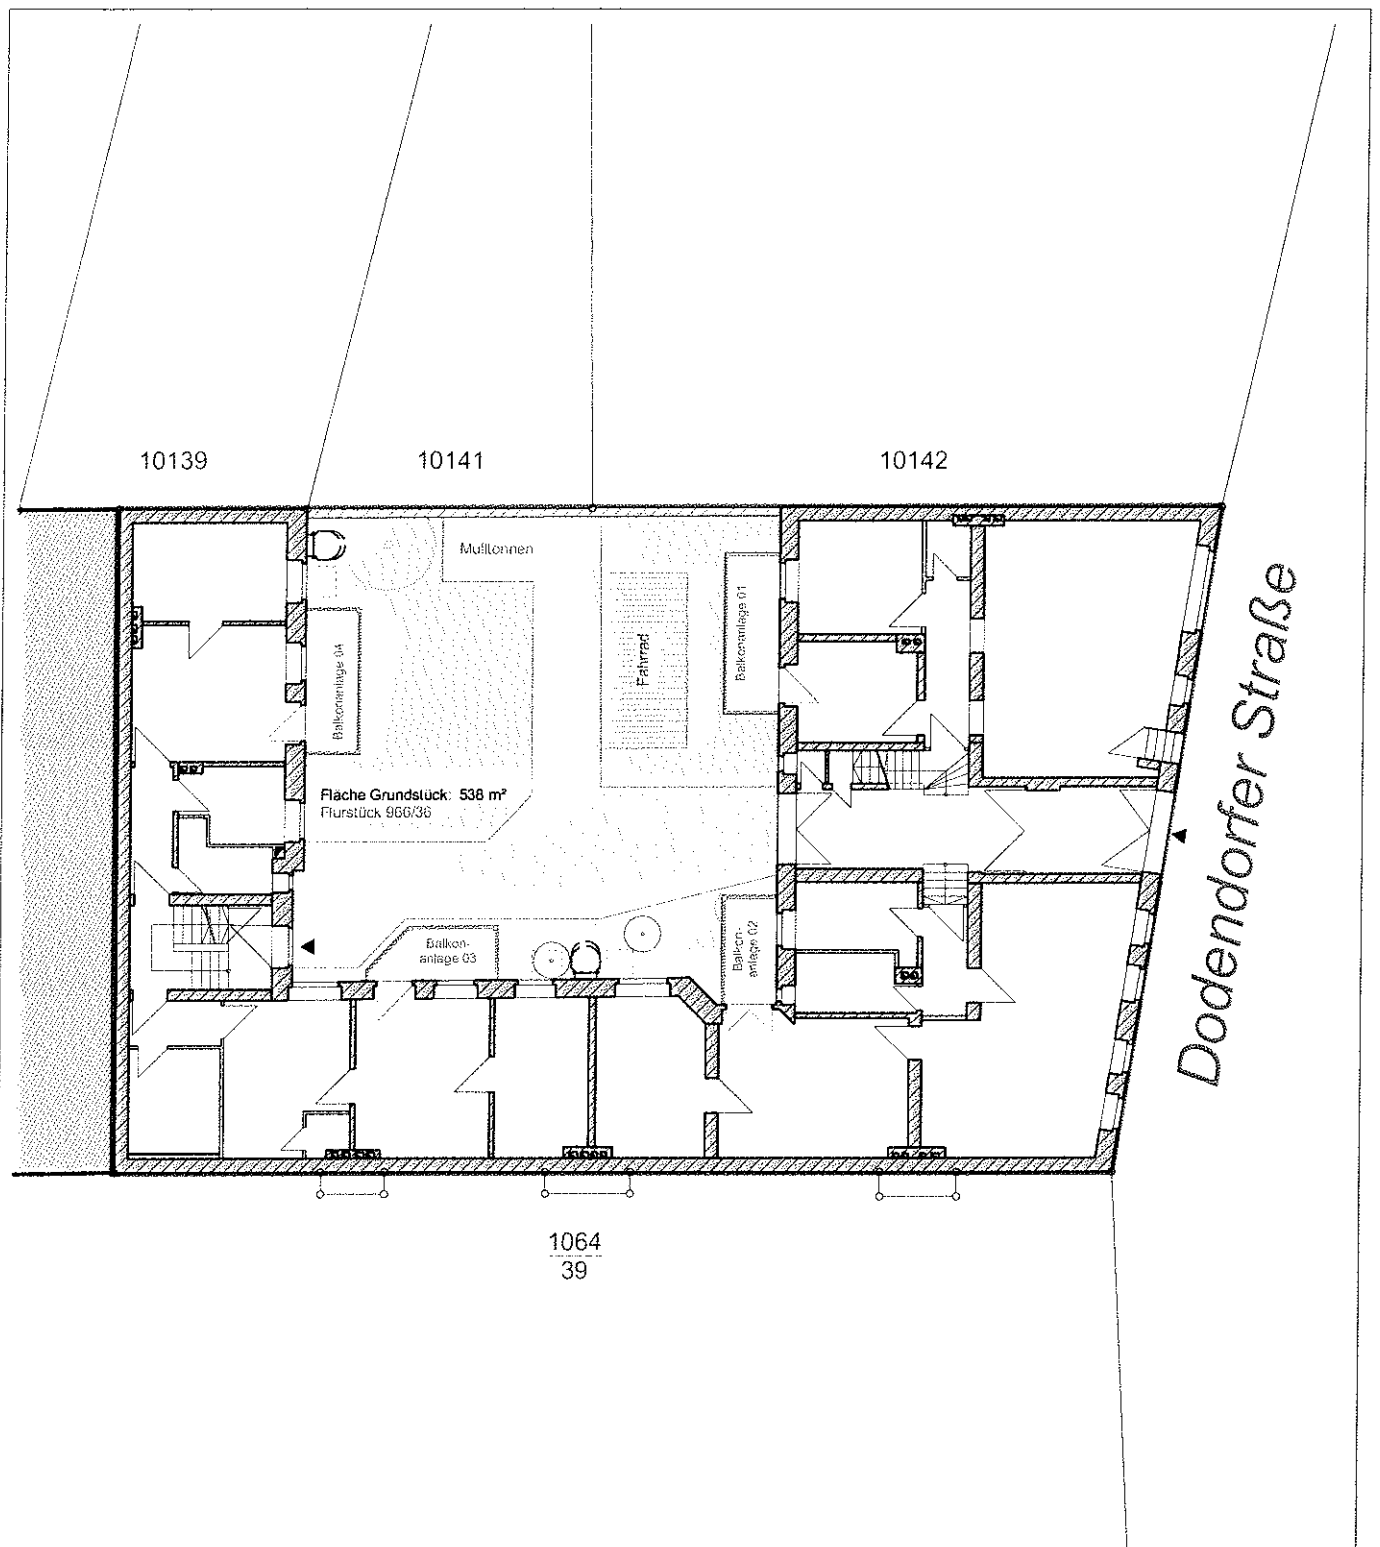 10139
10141
10142
Mülltonnen
Fahrrad
Balkonanlage 01
Balkonanlage 04
Fläche Grundstück: 538 m²
Flurstück 966/36
Balkon-
anlage 03
Balkon-
anlage 02
Dodendorfer Straße
1064
39